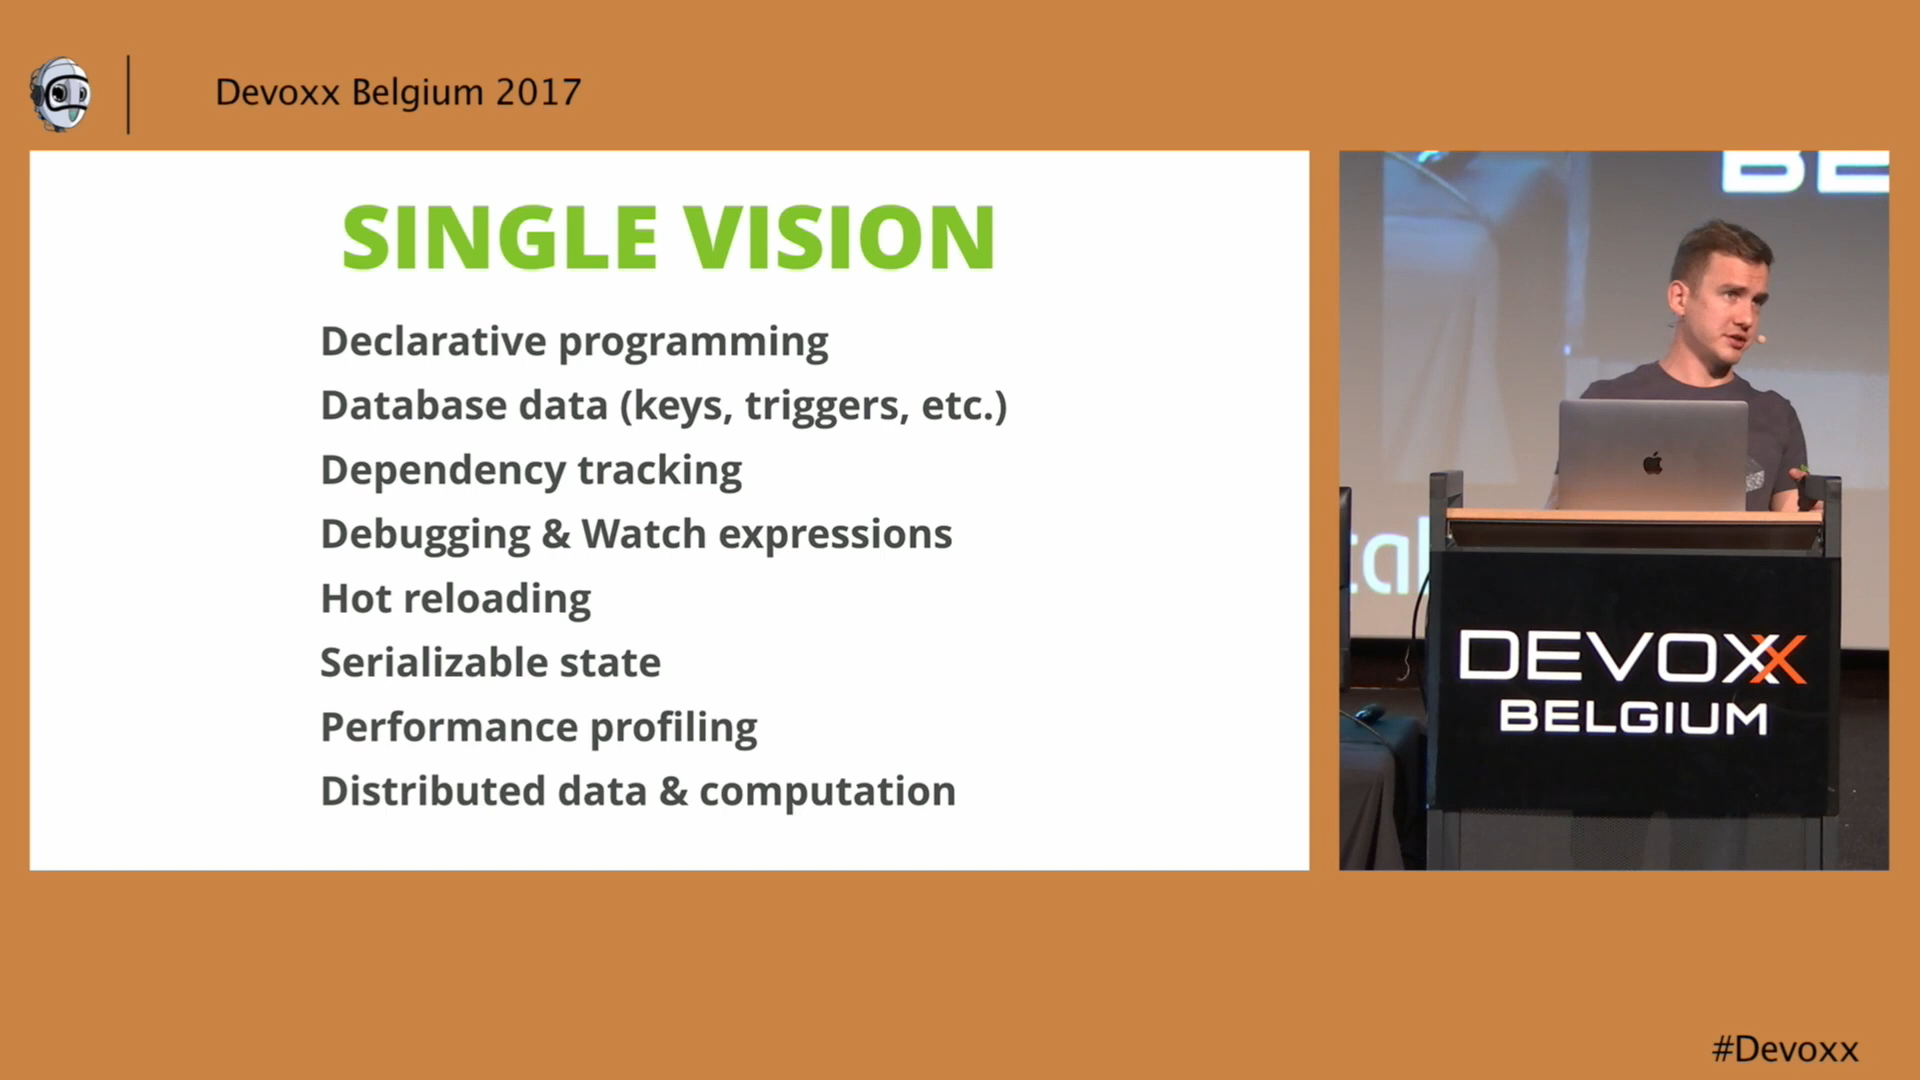 Devoxx Belgium 2017
SINGLE VISION
Declarative programming
Database data (keys, triggers, etc.)
Dependency tracking
Debugging & Watch expressions
Hot reloading
Serializable state
Performance profiling
Distributed data & computation
BE
DEVOXX
BELGIUM
#Devoxx